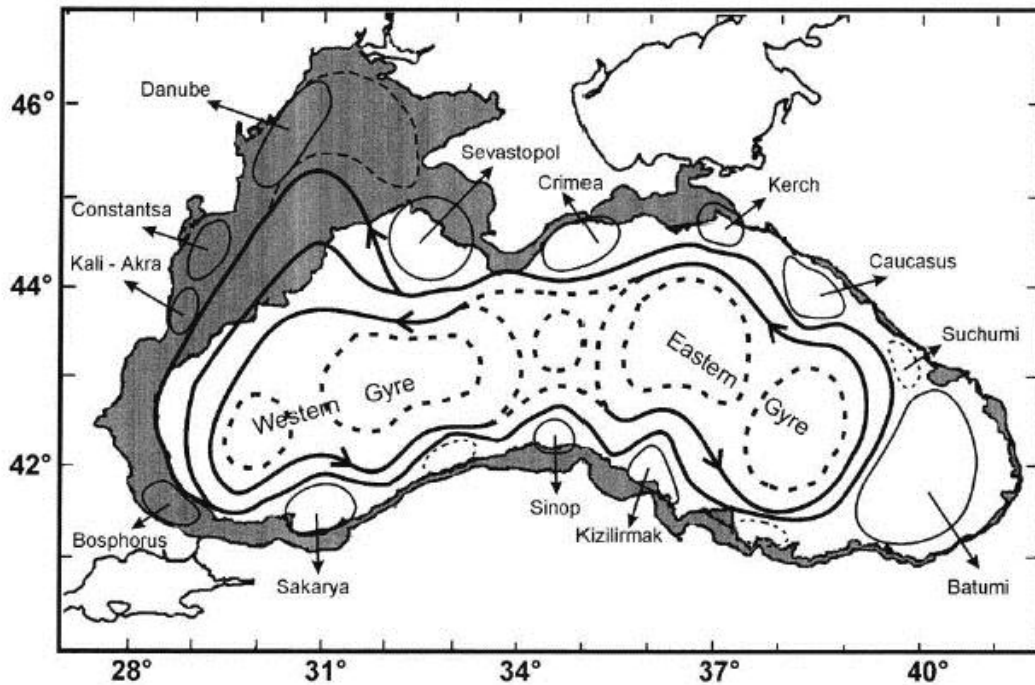 Danube
46°
Sevastopol
Crimea
Kerch
Constantsa
Kali - Akra
44°
Caucasus
Suchumi
Eastern
Gyre
Western Gyre
42°
Sinop
Kizilirmak
Bosphorus
Sakarya
Batumi
28° 31° 34° 37° 40°